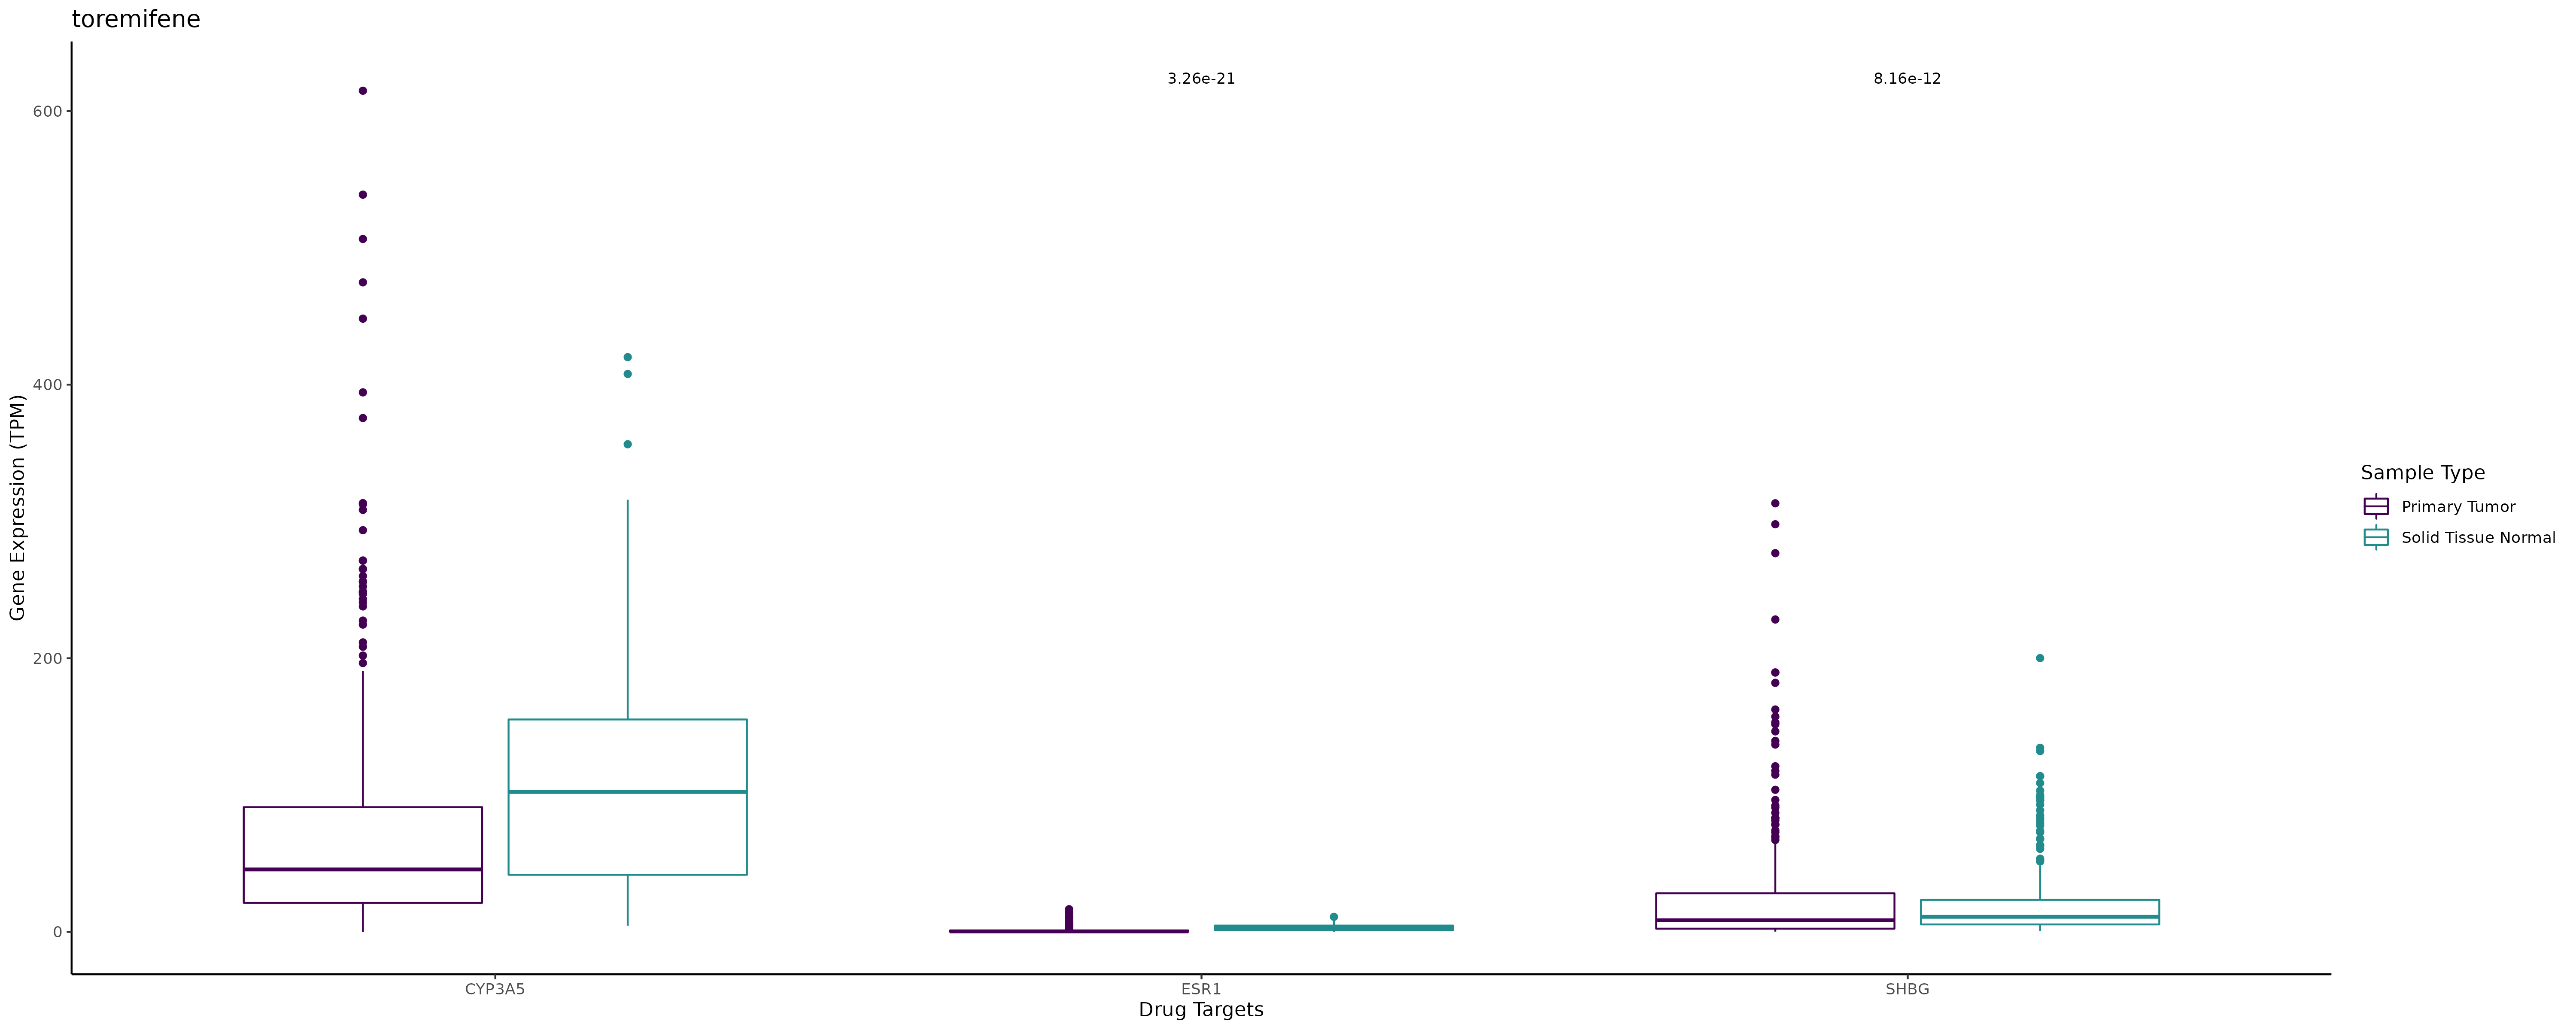 toremifene
3.26e-21
8.16e-12
600
400
200
0
Gene Expression (TPM)
CYP3A5
ESR1
SHBG
Drug Targets
Sample Type
Primary Tumor
Solid Tissue Normal